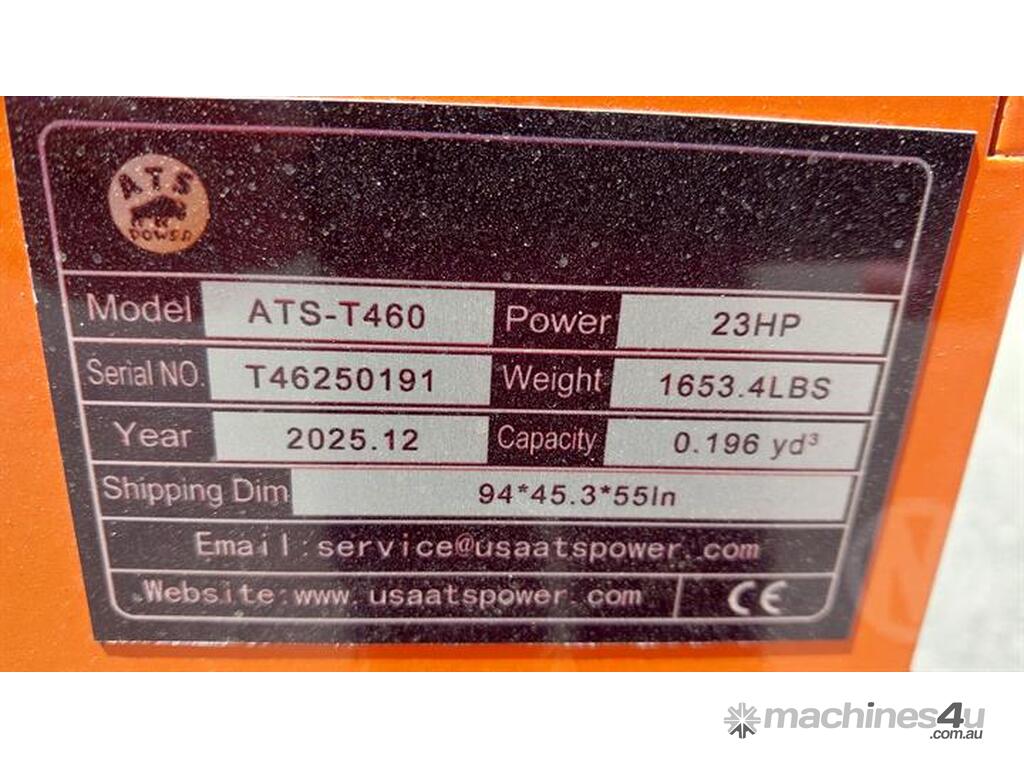 ATS
POWER
Model ATS-T460 Power 23HP
Serial NO. T46250191 Weight 1653.4LBS
Year 2025.12 Capacity 0.196 yd³
Shipping Dim 94*45.3*55In
Email:service@usaatspower.com
Website:www.usaatspower.com CE
machines4u
.com.au